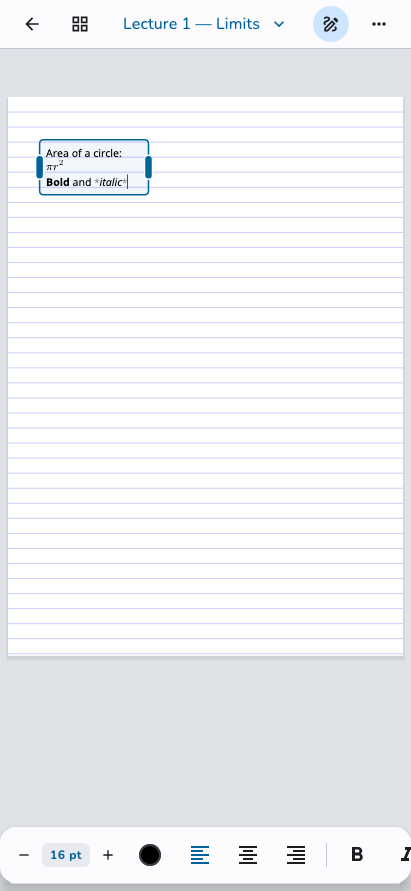 Lecture 1 — Limits
Area of a circle:
πr²
Bold and *italic*
16 pt
B
I